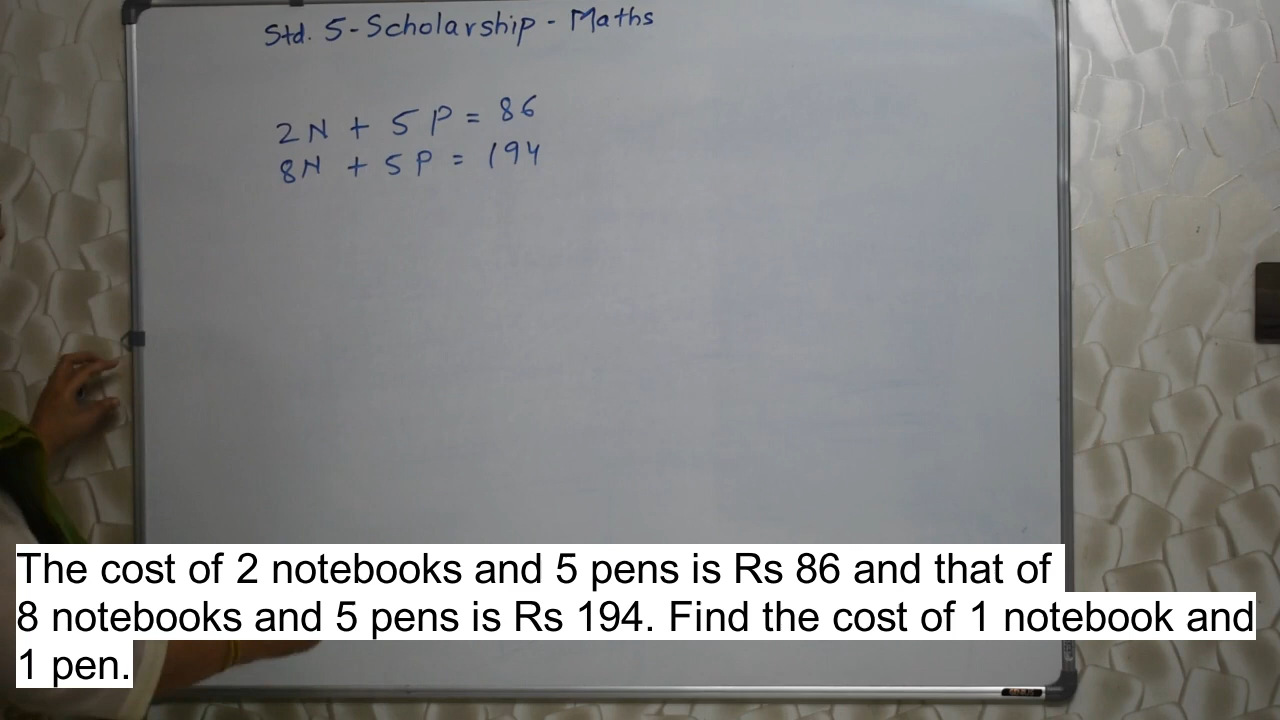 Std. 5 - Scholarship - Maths
2N + 5P = 86
8N + 5P = 194
The cost of 2 notebooks and 5 pens is Rs 86 and that of
8 notebooks and 5 pens is Rs 194. Find the cost of 1 notebook and
1 pen.